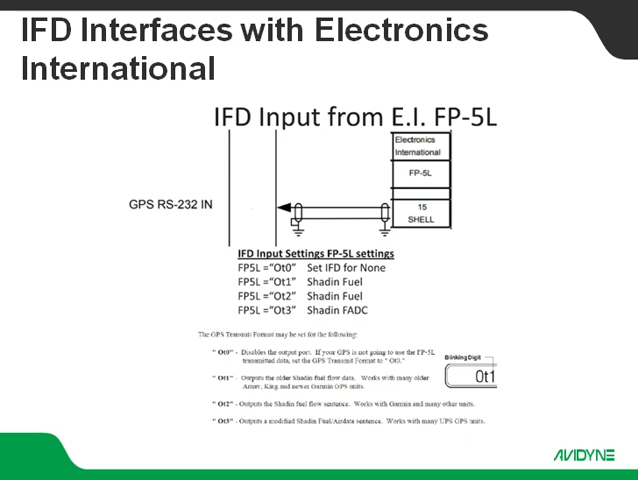 IFD Interfaces with Electronics
International
IFD Input from E.I. FP-5L
Electronics
International
FP-5L
GPS RS-232 IN
15
SHELL
IFD Input Settings FP-5L settings
FP5L ="Ot0" Set IFD for None
FP5L ="Ot1" Shadin Fuel
FP5L ="Ot2" Shadin Fuel
FP5L ="Ot3" Shadin FADC
The GPS Transmit Format may be set for the following:
" Ot0" - Disables the output port. If your GPS is not going to use the FP-5L
transmitted data, set the GPS Transmit Format to " Ot0."
Blinking Digit
" Ot1" - Outputs the older Shadin fuel flow data. Works with many older
Arnav, King and newer Garmin GPS units.
Ot1
" Ot2" - Outputs the Shadin fuel flow sentence. Works with Garmin and many other units.
" Ot3" - Outputs a modified Shadin Fuel/Airdata sentence. Works with many UPS GPS units.
AVIDYNE